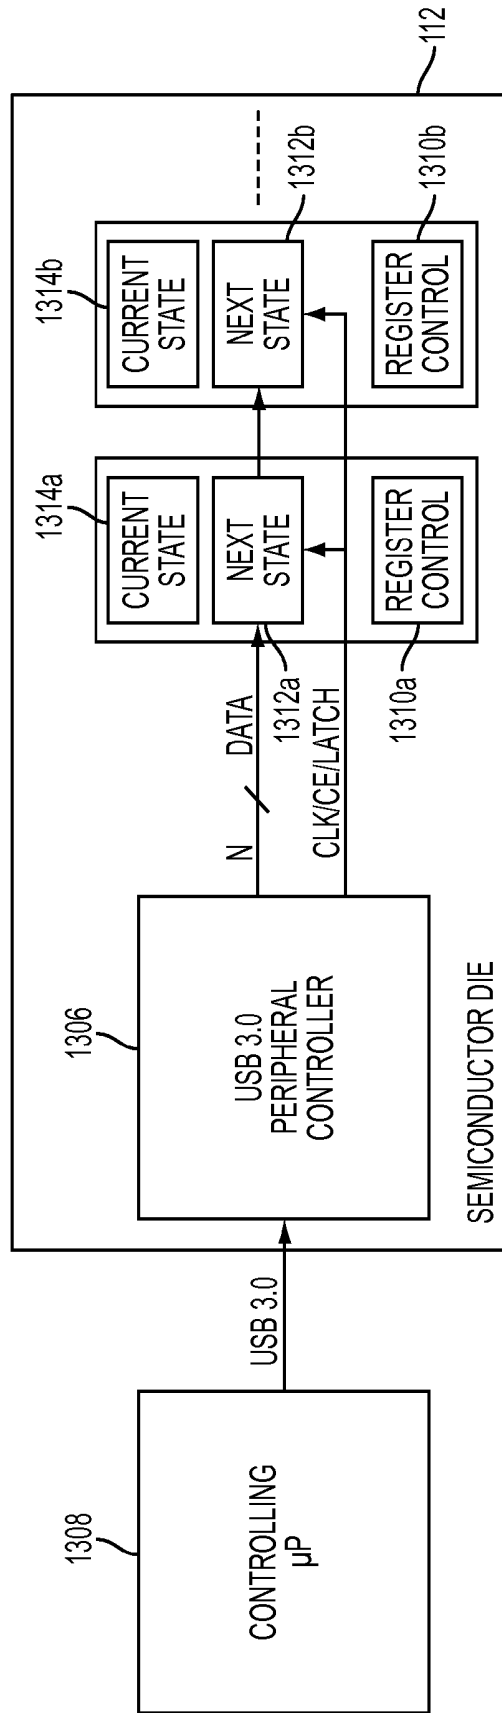 1308
CONTROLLING
µP
USB 3.0
1306
USB 3.0
PERIPHERAL
CONTROLLER
SEMICONDUCTOR DIE
N
DATA
CLK/CE/LATCH
1314a
CURRENT
STATE
NEXT
STATE
1312a
REGISTER
CONTROL
1310a
1314b
CURRENT
STATE
NEXT
STATE
1312b
REGISTER
CONTROL
1310b
112